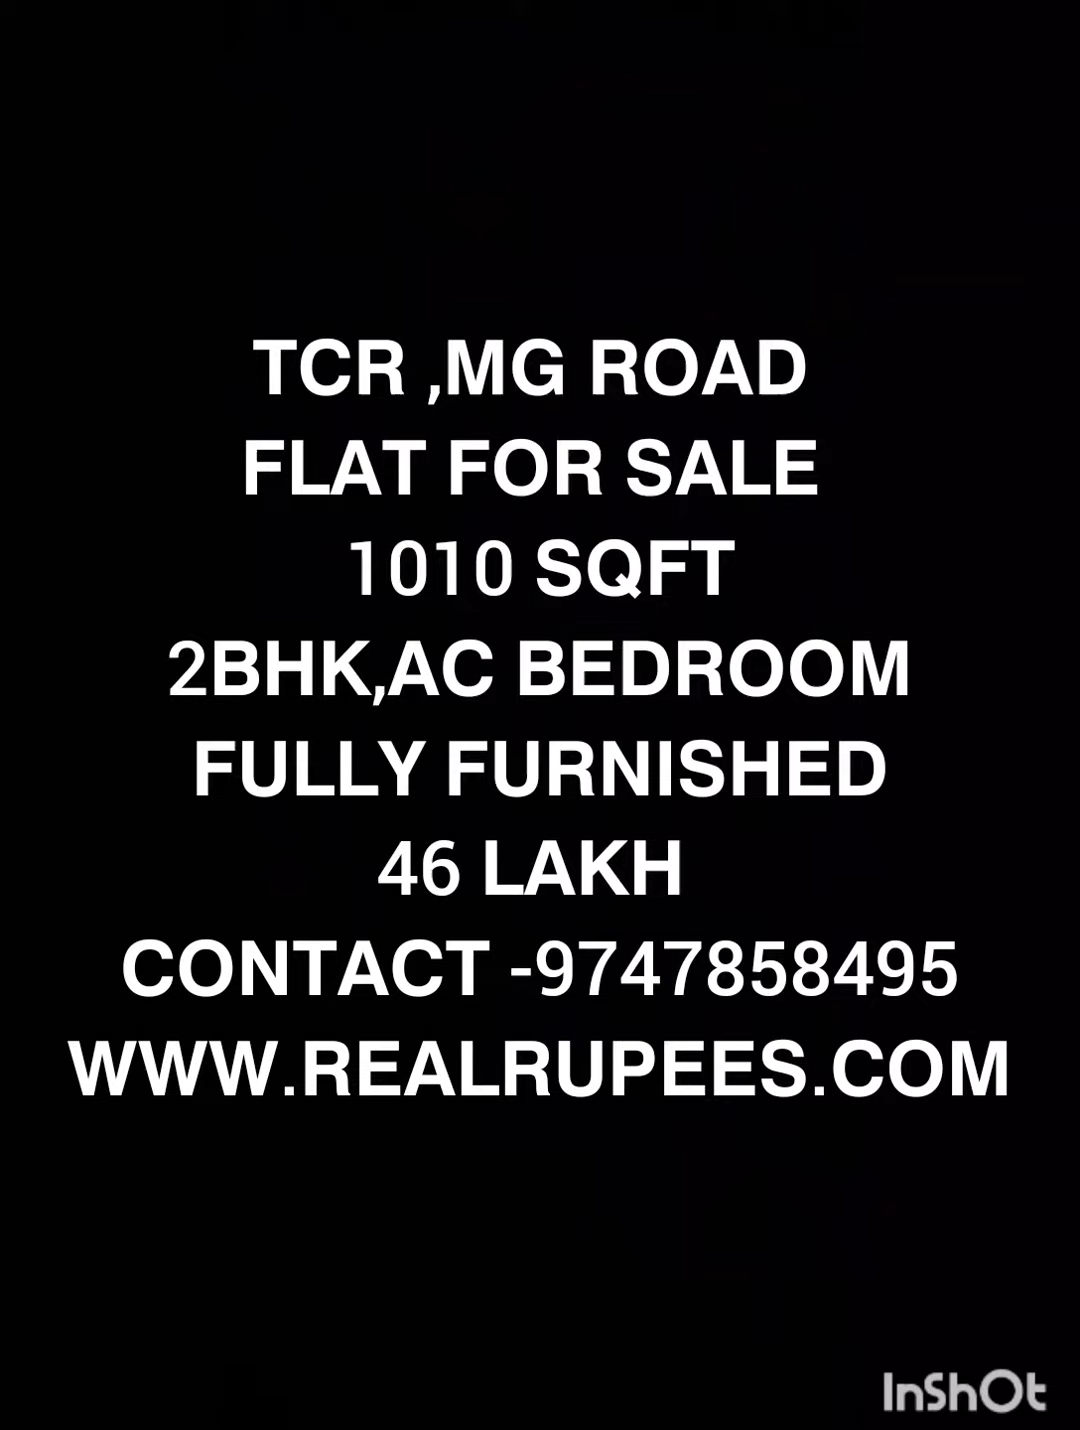 TCR ,MG ROAD
FLAT FOR SALE
1010 SQFT
2BHK,AC BEDROOM
FULLY FURNISHED
46 LAKH
CONTACT -9747858495
WWW.REALRUPEES.COM
InShOt